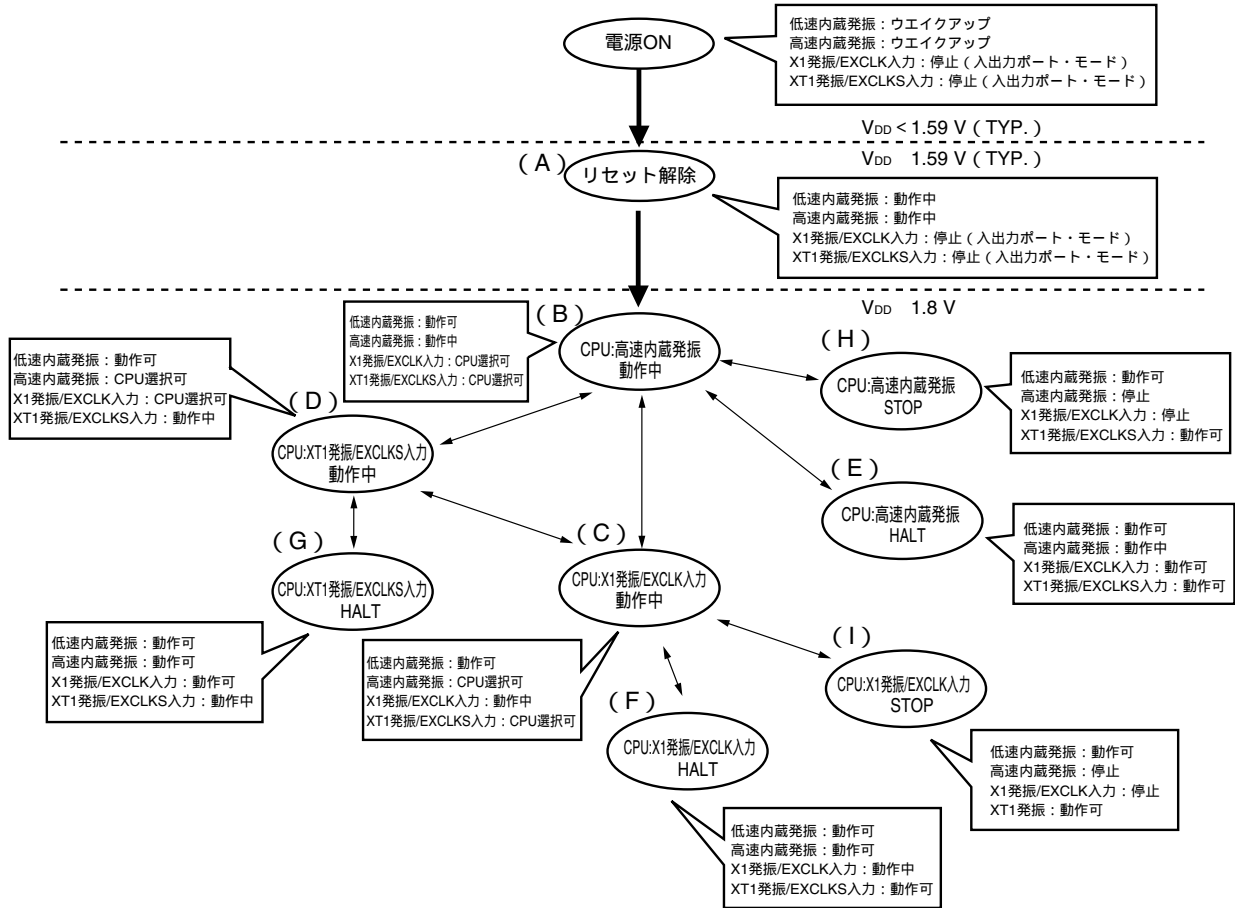 電源ON
低速内蔵発振：ウエイクアップ
高速内蔵発振：ウエイクアップ
X1発振/EXCLK入力：停止（入出力ポート・モード）
XT1発振/EXCLKS入力：停止（入出力ポート・モード）
VDD < 1.59 V（TYP.）
VDD 1.59 V（TYP.）
（A）
リセット解除
低速内蔵発振：動作中
高速内蔵発振：動作中
X1発振/EXCLK入力：停止（入出力ポート・モード）
XT1発振/EXCLKS入力：停止（入出力ポート・モード）
VDD 1.8 V
（B）
CPU:高速内蔵発振
動作中
低速内蔵発振：動作可
高速内蔵発振：動作中
X1発振/EXCLK入力：CPU選択可
XT1発振/EXCLKS入力：CPU選択可
（H）
CPU:高速内蔵発振
STOP
低速内蔵発振：動作可
高速内蔵発振：停止
X1発振/EXCLK入力：停止
XT1発振/EXCLKS入力：動作可
低速内蔵発振：動作可
高速内蔵発振：CPU選択可
X1発振/EXCLK入力：CPU選択可
XT1発振/EXCLKS入力：動作中
（D）
CPU:XT1発振/EXCLKS入力
動作中
（E）
CPU:高速内蔵発振
HALT
低速内蔵発振：動作可
高速内蔵発振：動作中
X1発振/EXCLK入力：動作可
XT1発振/EXCLKS入力：動作可
（G）
CPU:XT1発振/EXCLKS入力
HALT
低速内蔵発振：動作可
高速内蔵発振：動作可
X1発振/EXCLK入力：動作可
XT1発振/EXCLKS入力：動作中
（C）
CPU:X1発振/EXCLK入力
動作中
低速内蔵発振：動作可
高速内蔵発振：CPU選択可
X1発振/EXCLK入力：動作中
XT1発振/EXCLKS入力：CPU選択可
（I）
CPU:X1発振/EXCLK入力
STOP
低速内蔵発振：動作可
高速内蔵発振：停止
X1発振/EXCLK入力：停止
XT1発振：動作可
（F）
CPU:X1発振/EXCLK入力
HALT
低速内蔵発振：動作可
高速内蔵発振：動作可
X1発振/EXCLK入力：動作中
XT1発振/EXCLKS入力：動作可